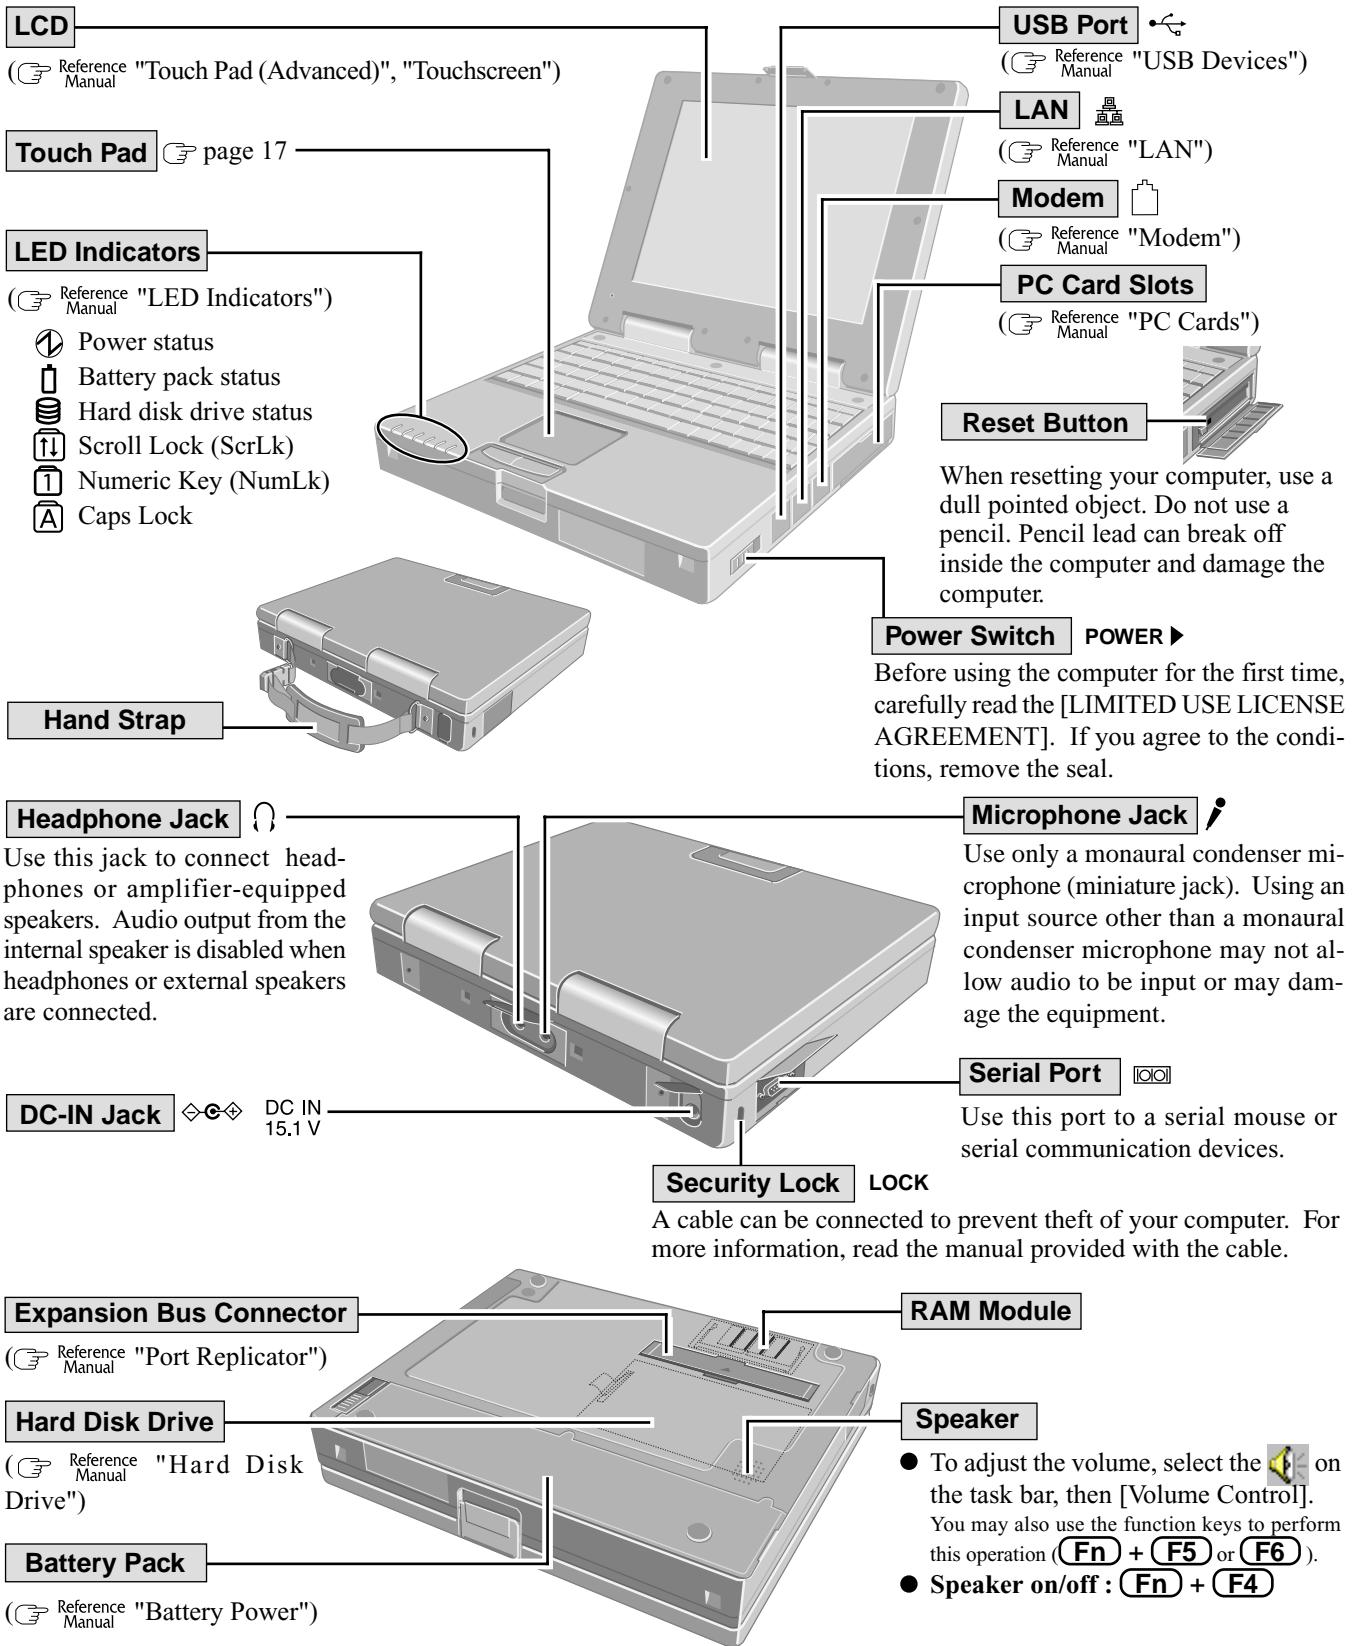 LCD
(Reference Manual "Touch Pad (Advanced)", "Touchscreen")
Touch Pad page 17
LED Indicators
(Reference Manual "LED Indicators")
Power status
Battery pack status
Hard disk drive status
Scroll Lock (ScrLk)
1 Numeric Key (NumLk)
A Caps Lock
Hand Strap
USB Port
(Reference Manual "USB Devices")
LAN
(Reference Manual "LAN")
Modem
(Reference Manual "Modem")
PC Card Slots
(Reference Manual "PC Cards")
Reset Button
When resetting your computer, use a
dull pointed object. Do not use a
pencil. Pencil lead can break off
inside the computer and damage the
computer.
Power Switch POWER
Before using the computer for the first time,
carefully read the [LIMITED USE LICENSE
AGREEMENT]. If you agree to the condi-
tions, remove the seal.
Headphone Jack
Use this jack to connect head-
phones or amplifier-equipped
speakers. Audio output from the
internal speaker is disabled when
headphones or external speakers
are connected.
DC-IN Jack DC IN
15.1 V
Microphone Jack
Use only a monaural condenser mi-
crophone (miniature jack). Using an
input source other than a monaural
condenser microphone may not al-
low audio to be input or may dam-
age the equipment.
Serial Port
Use this port to a serial mouse or
serial communication devices.
Security Lock LOCK
A cable can be connected to prevent theft of your computer. For
more information, read the manual provided with the cable.
Expansion Bus Connector
(Reference Manual "Port Replicator")
Hard Disk Drive
(Reference Manual "Hard Disk
Drive")
Battery Pack
(Reference Manual "Battery Power")
RAM Module
Speaker
● To adjust the volume, select the on
the task bar, then [Volume Control].
You may also use the function keys to perform
this operation (Fn + F5 or F6 ).
● Speaker on/off : Fn + F4